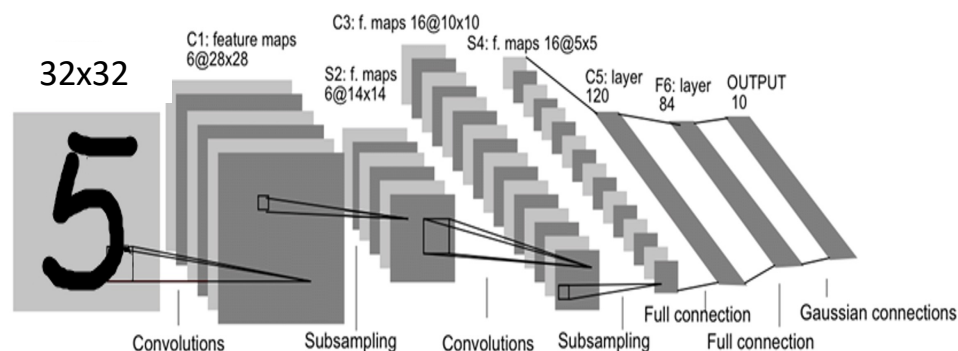 32x32
5
C1: feature maps
6@28x28
S2: f. maps
6@14x14
C3: f. maps 16@10x10
S4: f. maps 16@5x5
C5: layer
120
F6: layer
84
OUTPUT
10
Convolutions
Subsampling
Convolutions
Subsampling
Full connection
Full connection
Gaussian connections